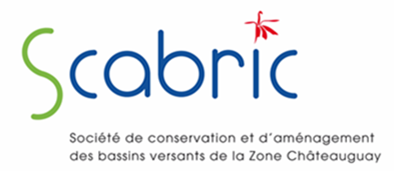 Scabric
Société de conservation et d'aménagement
des bassins versants de la Zone Châteauguay